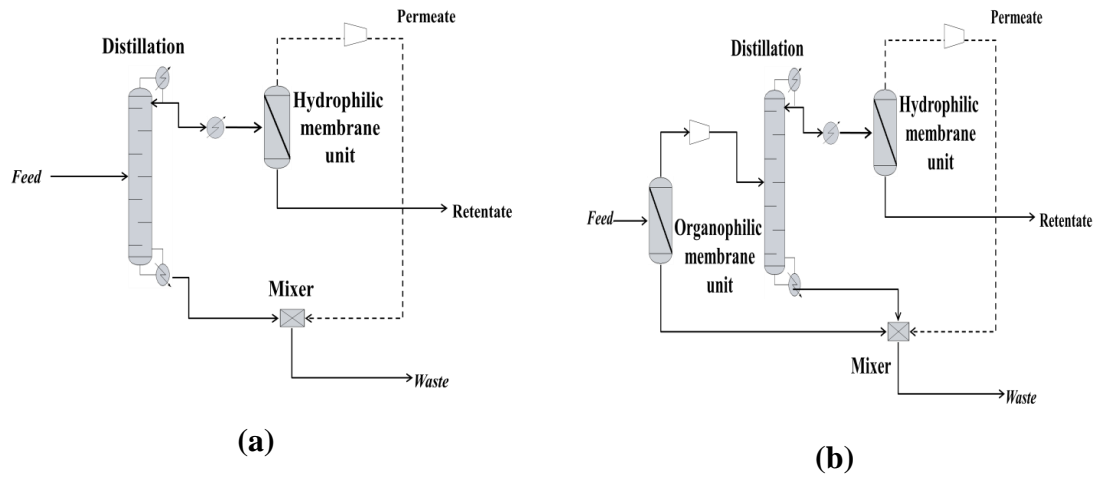 Permeate
Distillation
Hydrophilic
membrane
unit
Feed
Retentate
Mixer
Waste
(a)
Permeate
Distillation
Hydrophilic
membrane
unit
Feed
Organophilic
membrane
unit
Retentate
Mixer
Waste
(b)